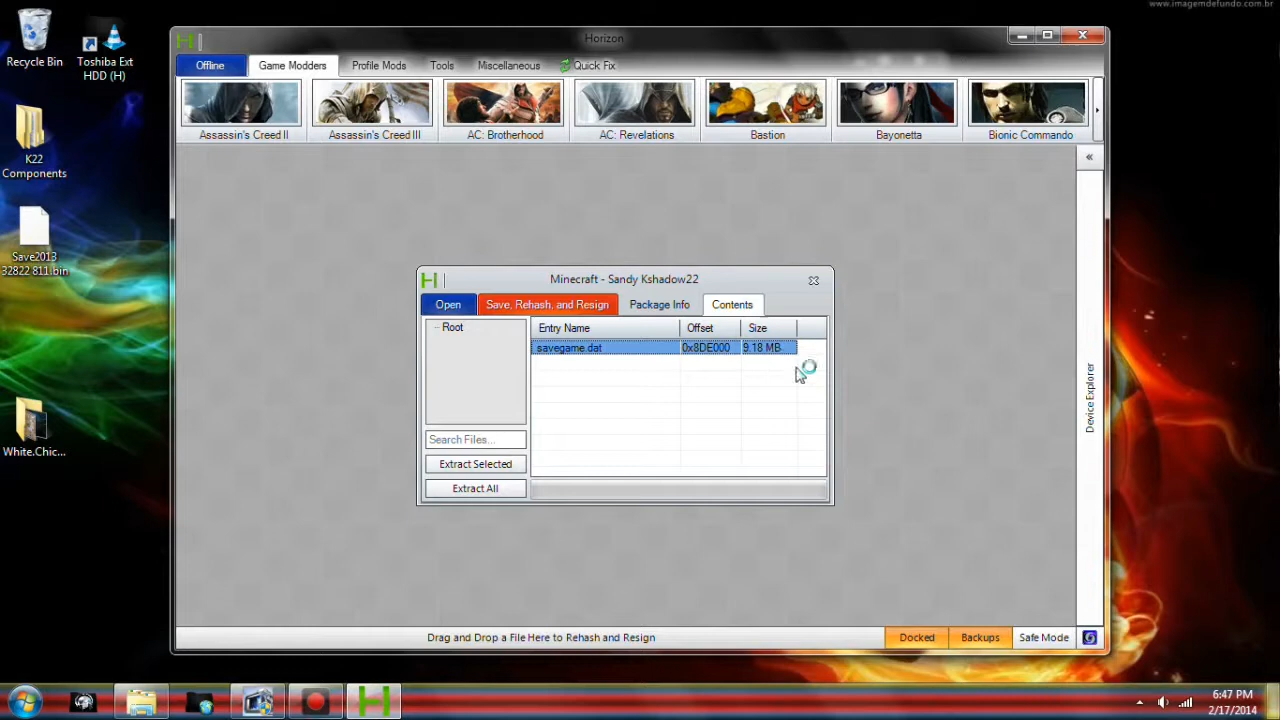 www.imagemdefundo.com.br
Recycle Bin
Toshiba Ext
HDD (H)
K22
Components
Save2013
32822 811.bin
White.Chic...
Horizon
Offline
Game Modders
Profile Mods
Tools
Miscellaneous
Quick Fix
Assassin's Creed II
Assassin's Creed III
AC: Brotherhood
AC: Revelations
Bastion
Bayonetta
Bionic Commando
Minecraft - Sandy Kshadow22
Open
Save, Rehash, and Resign
Package Info
Contents
Root
Entry Name
Offset
Size
savegame.dat
0x8DE000
9.18 MB
Search Files...
Extract Selected
Extract All
Device Explorer
Drag and Drop a File Here to Rehash and Resign
Docked
Backups
Safe Mode
6:47 PM
2/17/2014